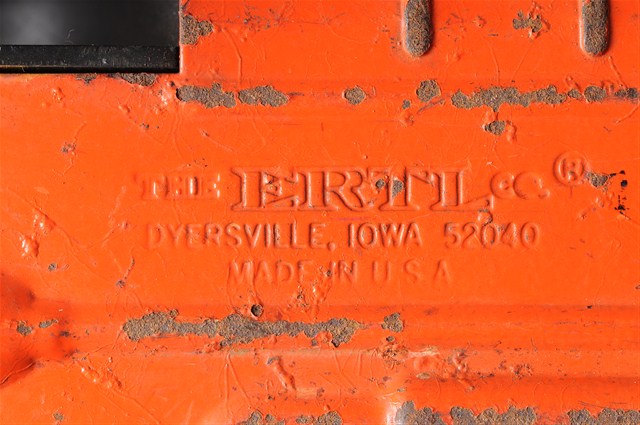 THE ERTL CO.®
DYERSVILLE, IOWA 52040
MADE IN U.S.A